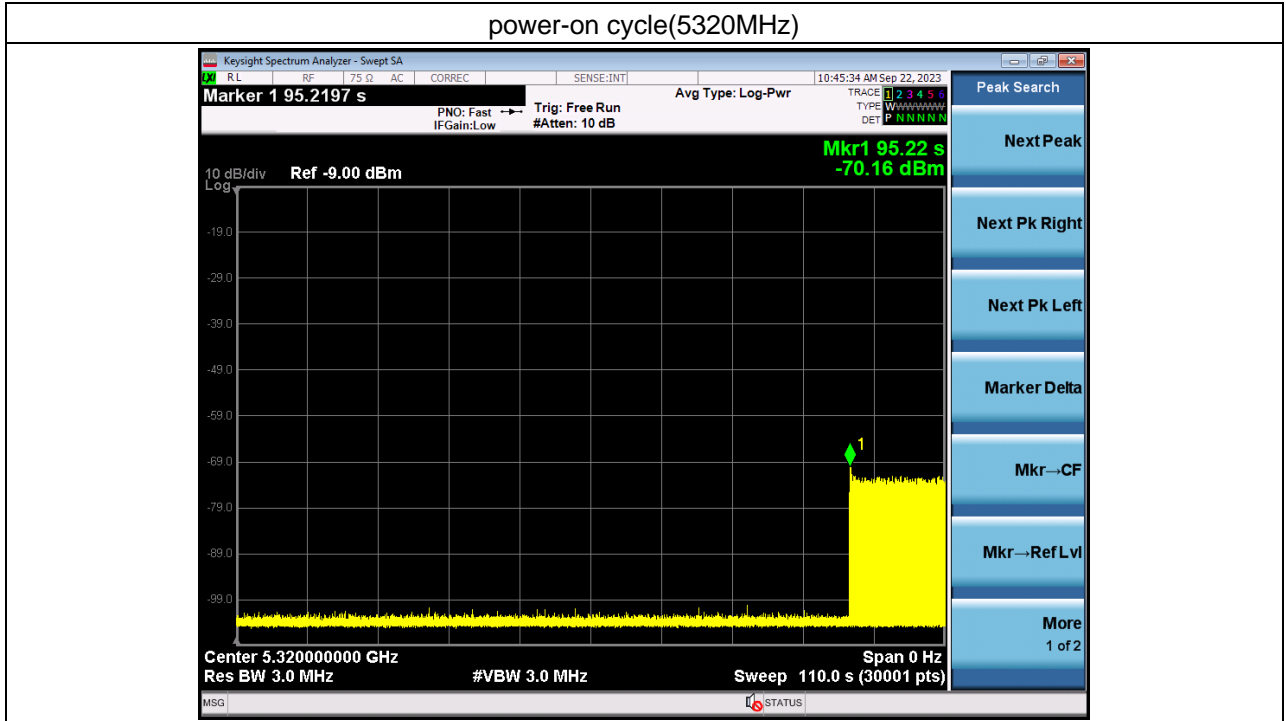 power-on cycle(5320MHz)
Keysight Spectrum Analyzer - Swept SA
LXI RL RF 75 Ω AC CORREC SENSE:INT 10:45:34 AM Sep 22, 2023
Marker 1 95.2197 s
PNO: Fast
IFGain:Low
Trig: Free Run
#Atten: 10 dB
Avg Type: Log-Pwr
TRACE 1 2 3 4 5 6
TYPE W
DET P N N N N N
Peak Search
Mkr1 95.22 s
-70.16 dBm
10 dB/div Ref -9.00 dBm
Log
-19.0
-29.0
-39.0
-49.0
-59.0
-69.0
-79.0
-89.0
-99.0
1
Center 5.320000000 GHz Span 0 Hz
Res BW 3.0 MHz #VBW 3.0 MHz Sweep 110.0 s (30001 pts)
MSG STATUS
Next Peak
Next Pk Right
Next Pk Left
Marker Delta
Mkr→CF
Mkr→Ref Lvl
More
1 of 2